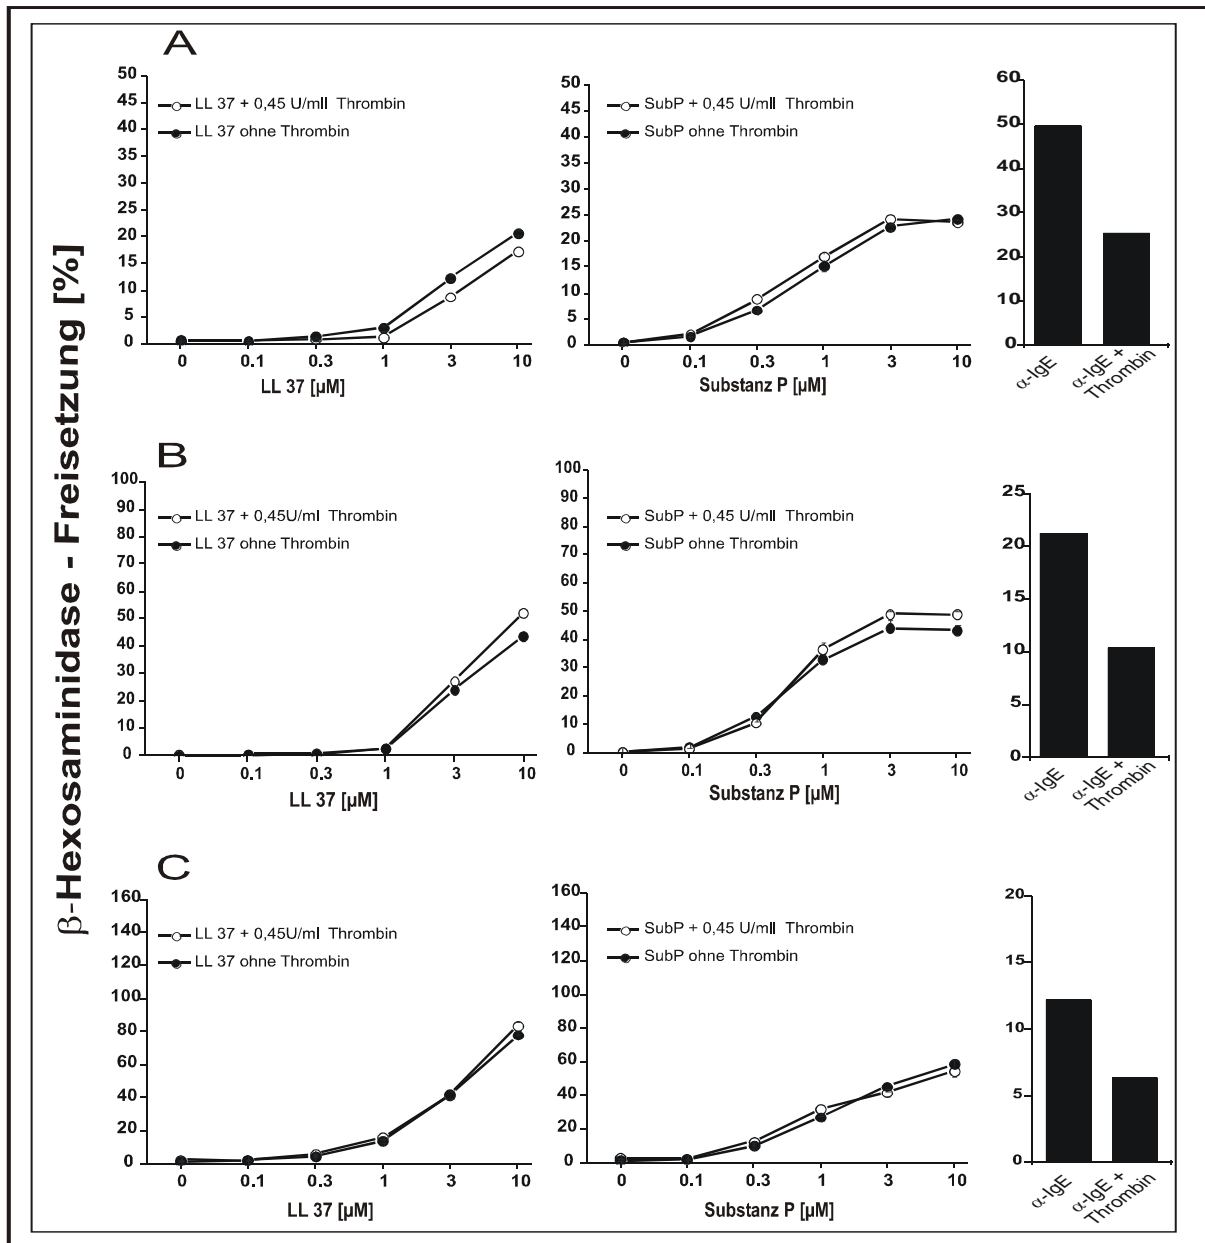 β-Hexosaminidase - Freisetzung [%]
A
50
45
40
35
30
25
20
15
10
5
0
LL 37 + 0,45 U/mll Thrombin
LL 37 ohne Thrombin
0 0.1 0.3 1 3 10
LL 37 [µM]
50
45
40
35
30
25
20
15
10
5
0
SubP + 0,45 U/mll Thrombin
SubP ohne Thrombin
0 0.1 0.3 1 3 10
Substanz P [µM]
60
50
40
30
20
60
0
α-IgE
α-IgE +
Thrombin
B
100
90
80
70
60
50
40
30
20
10
0
LL 37 + 0,45U/ml Thrombin
LL 37 ohne Thrombin
0 0.1 0.3 1 3 10
LL 37 [µM]
100
90
80
70
60
50
40
30
20
10
0
SubP + 0,45 U/mll Thrombin
SubP ohne Thrombin
0 0.1 0.3 1 3 10
Substanz P [µM]
25
20
15
10
5
0
α-IgE
α-IgE +
Thrombin
C
160
140
120
100
80
60
40
20
0
LL 37 + 0,45U/ml Thrombin
LL 37 ohne Thrombin
0 0.1 0.3 1 3 10
LL 37 [µM]
160
140
120
100
80
60
40
20
0
SubP + 0,45 U/mll Thrombin
SubP ohne Thrombin
0 0.1 0.3 1 3 10
Substanz P [µM]
20
15
10
5
0
α-IgE
α-IgE +
Thrombin